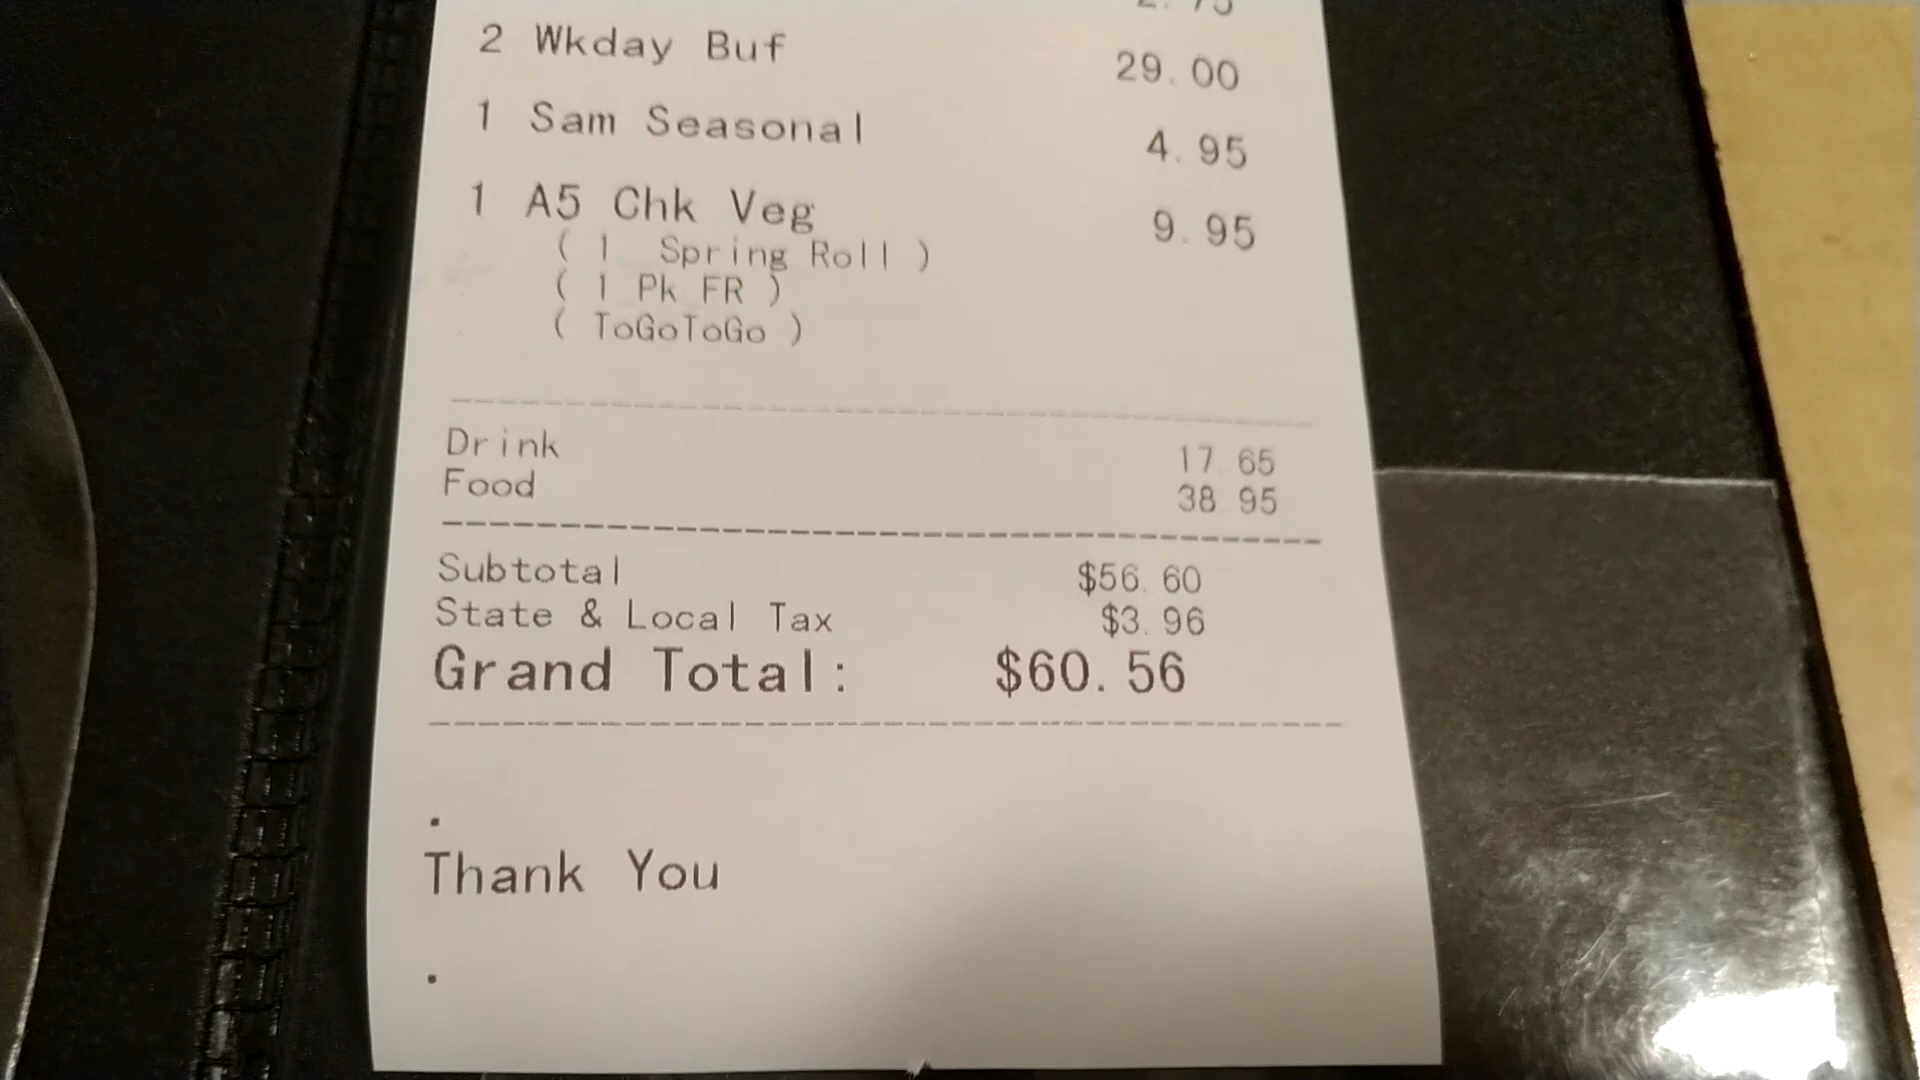 2 Wkday Buf 29.00
1 Sam Seasonal 4.95
1 A5 Chk Veg 9.95
( 1 Spring Roll )
( 1 Pk FR )
( ToGoToGo )
Drink 17.65
Food 38.95
Subtotal $56.60
State & Local Tax $3.96
Grand Total: $60.56
.
Thank You
.